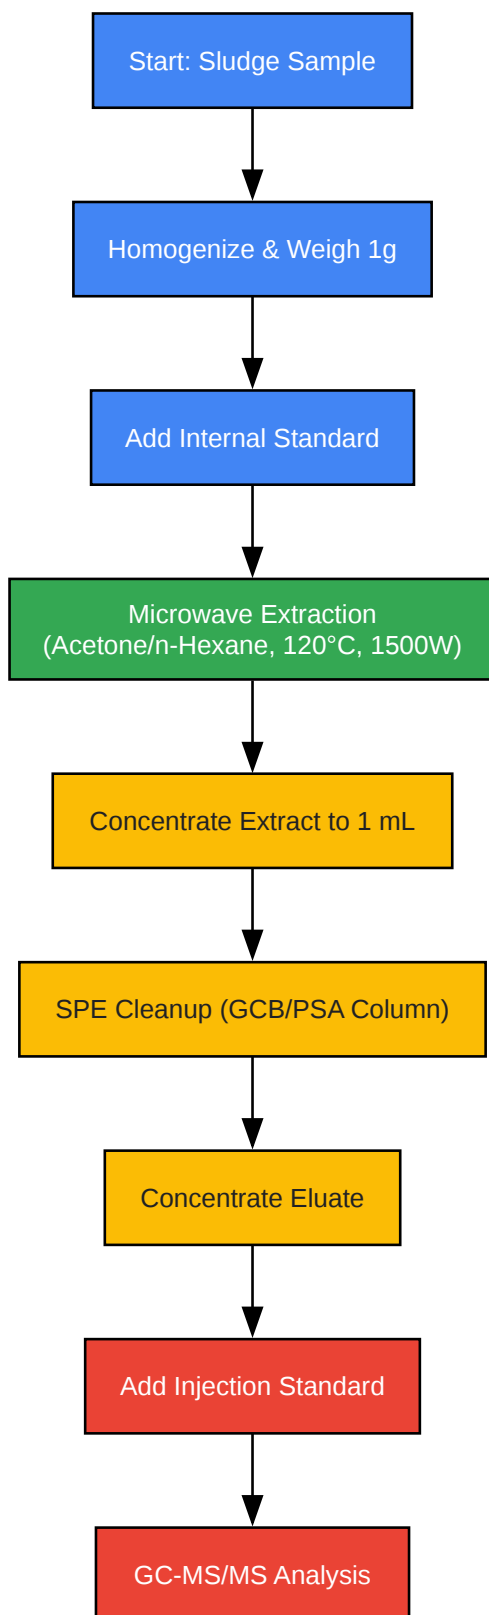 Start: Sludge Sample
Homogenize & Weigh 1g
Add Internal Standard
Microwave Extraction
(Acetone/n-Hexane, 120°C, 1500W)
Concentrate Extract to 1 mL
SPE Cleanup (GCB/PSA Column)
Concentrate Eluate
Add Injection Standard
GC-MS/MS Analysis